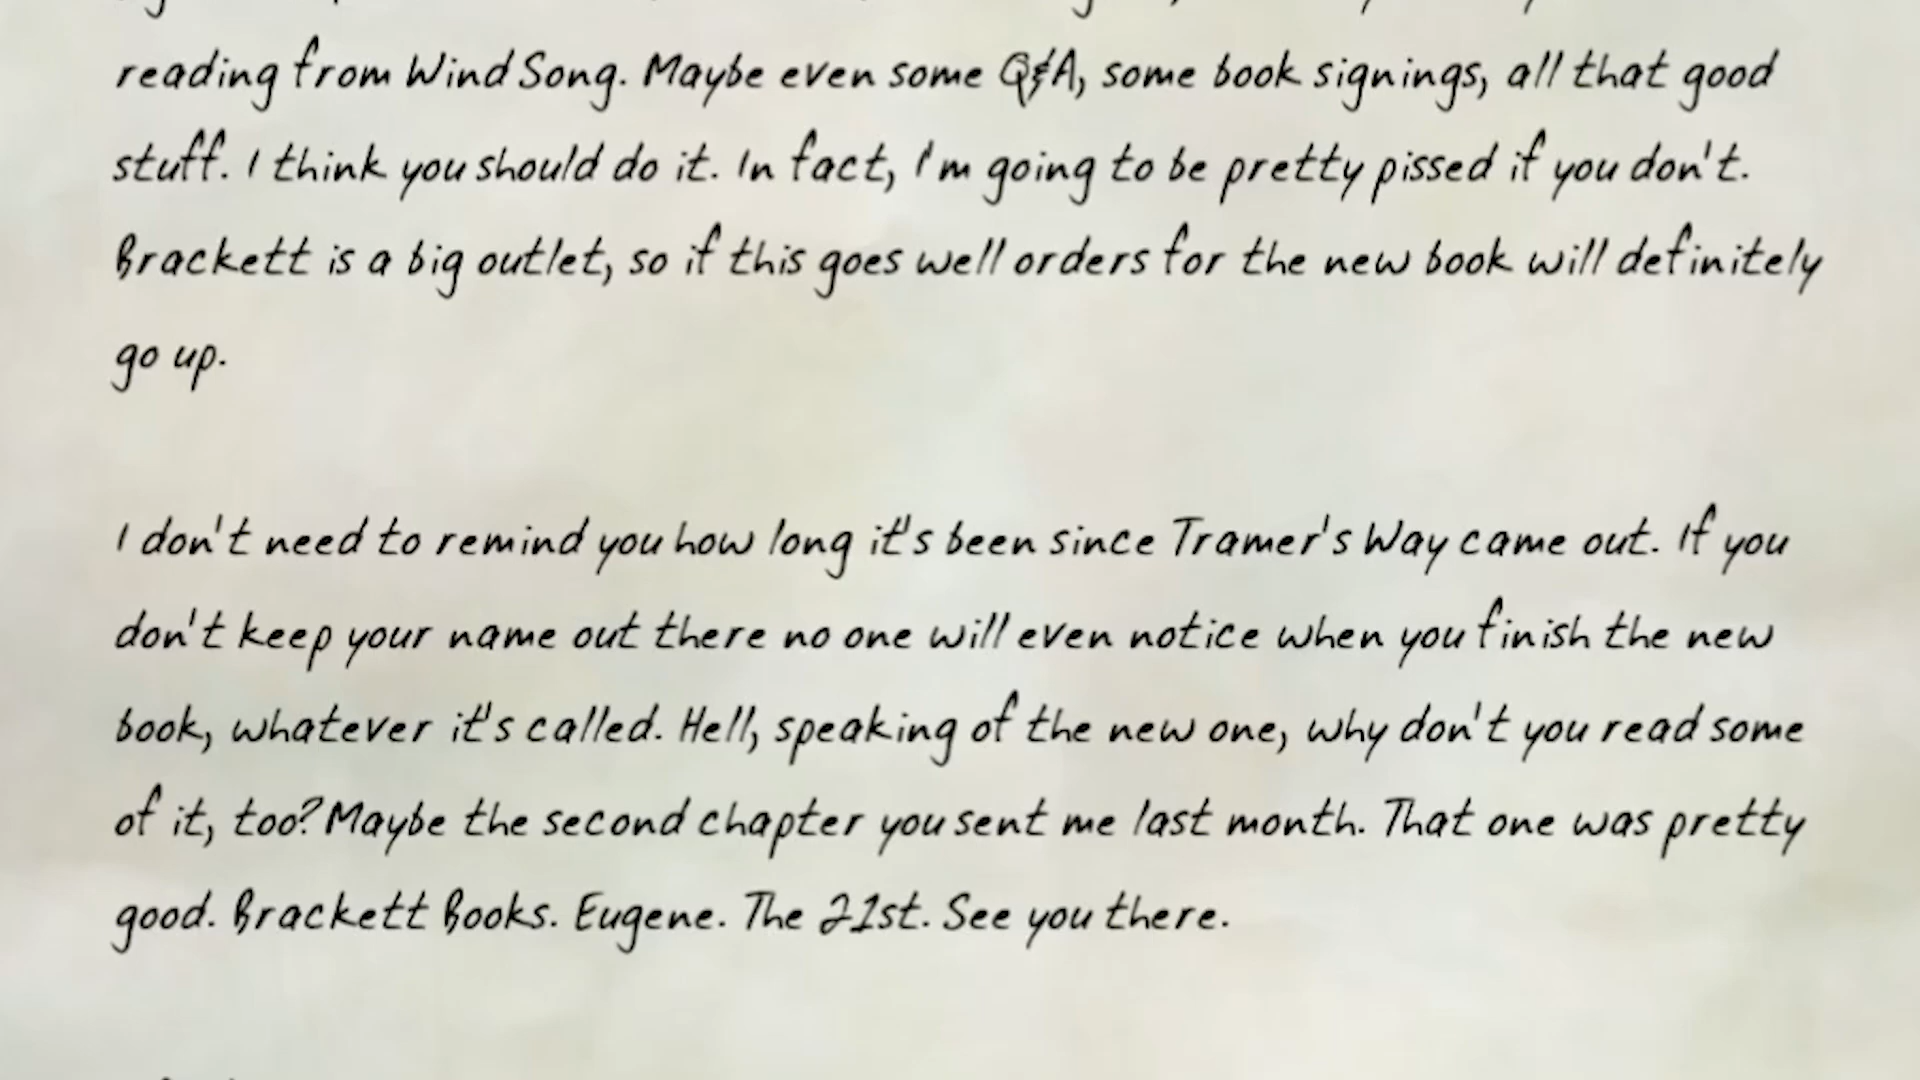 reading from Wind Song. Maybe even some Q&A, some book signings, all that good
stuff. I think you should do it. In fact, I'm going to be pretty pissed if you don't.
Brackett is a big outlet, so if this goes well orders for the new book will definitely
go up.
I don't need to remind you how long it's been since Tramer's Way came out. If you
don't keep your name out there no one will even notice when you finish the new
book, whatever it's called. Hell, speaking of the new one, why don't you read some
of it, too? Maybe the second chapter you sent me last month. That one was pretty
good. Brackett Books. Eugene. The 21st. See you there.